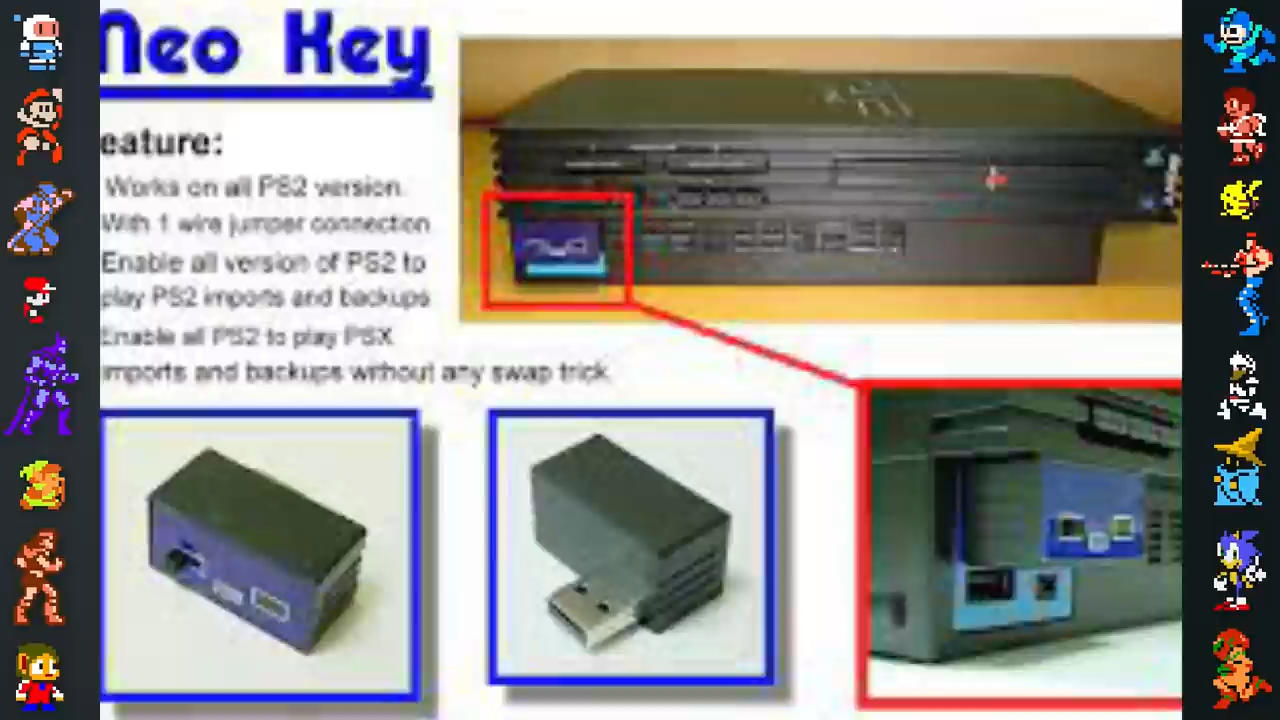 Neo Key
eature:
Works on all PS2 version
With 1 wire jumper connection
Enable all version of PS2 to
play PS2 imports and backups
Enable all PS2 to play PSX
mports and backups without any swap trick.